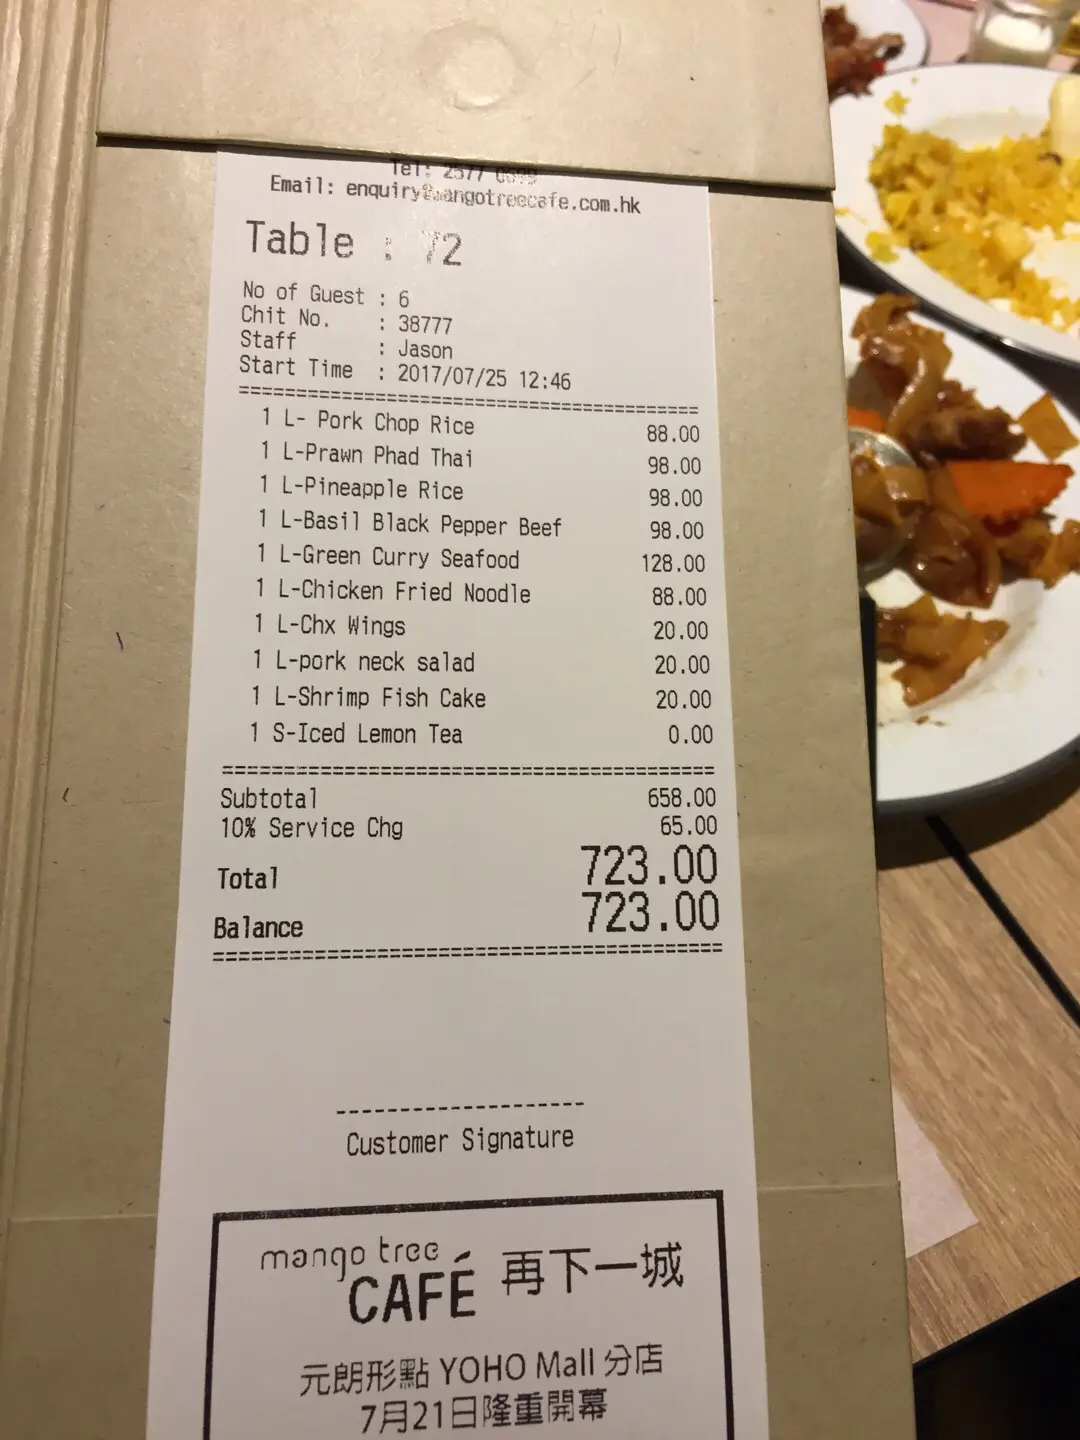 Tel: 2577
Email: enquiry@mangotreecafe.com.hk
Table : 72
No of Guest : 6
Chit No. : 38777
Staff : Jason
Start Time : 2017/07/25 12:46
1 L- Pork Chop Rice 88.00
1 L-Prawn Phad Thai 98.00
1 L-Pineapple Rice 98.00
1 L-Basil Black Pepper Beef 98.00
1 L-Green Curry Seafood 128.00
1 L-Chicken Fried Noodle 88.00
1 L-Chx Wings 20.00
1 L-pork neck salad 20.00
1 L-Shrimp Fish Cake 20.00
1 S-Iced Lemon Tea 0.00
Subtotal 658.00
10% Service Chg 65.00
Total 723.00
Balance 723.00
Customer Signature
mango tree
CAFÉ 再下一城
元朗形點 YOHO Mall 分店
7月21日隆重開幕